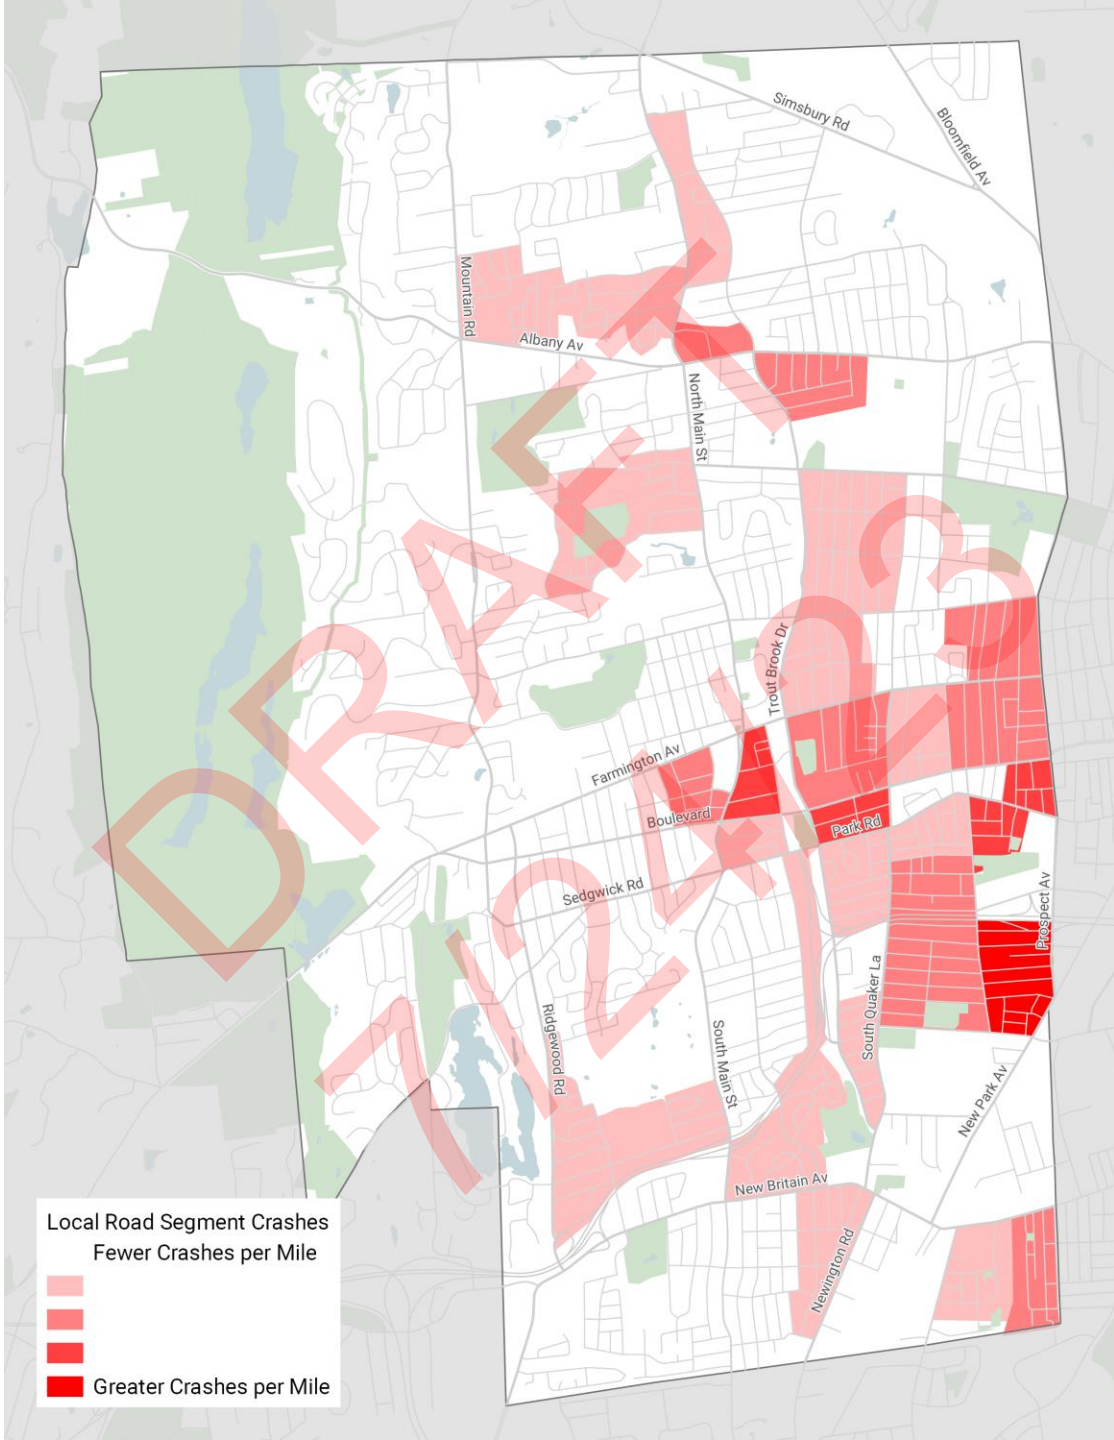 Simsbury Rd
Bloomfield Av
Mountain Rd
Albany Av
North Main St
Trout Brook Dr
Farmington Av
Boulevard
Park Rd
Sedgwick Rd
Prospect Av
South Quaker La
Ridgewood Rd
South Main St
New Park Av
New Britain Av
Newington Rd
DRAFT
7/24/23
Local Road Segment Crashes
Fewer Crashes per Mile
Greater Crashes per Mile